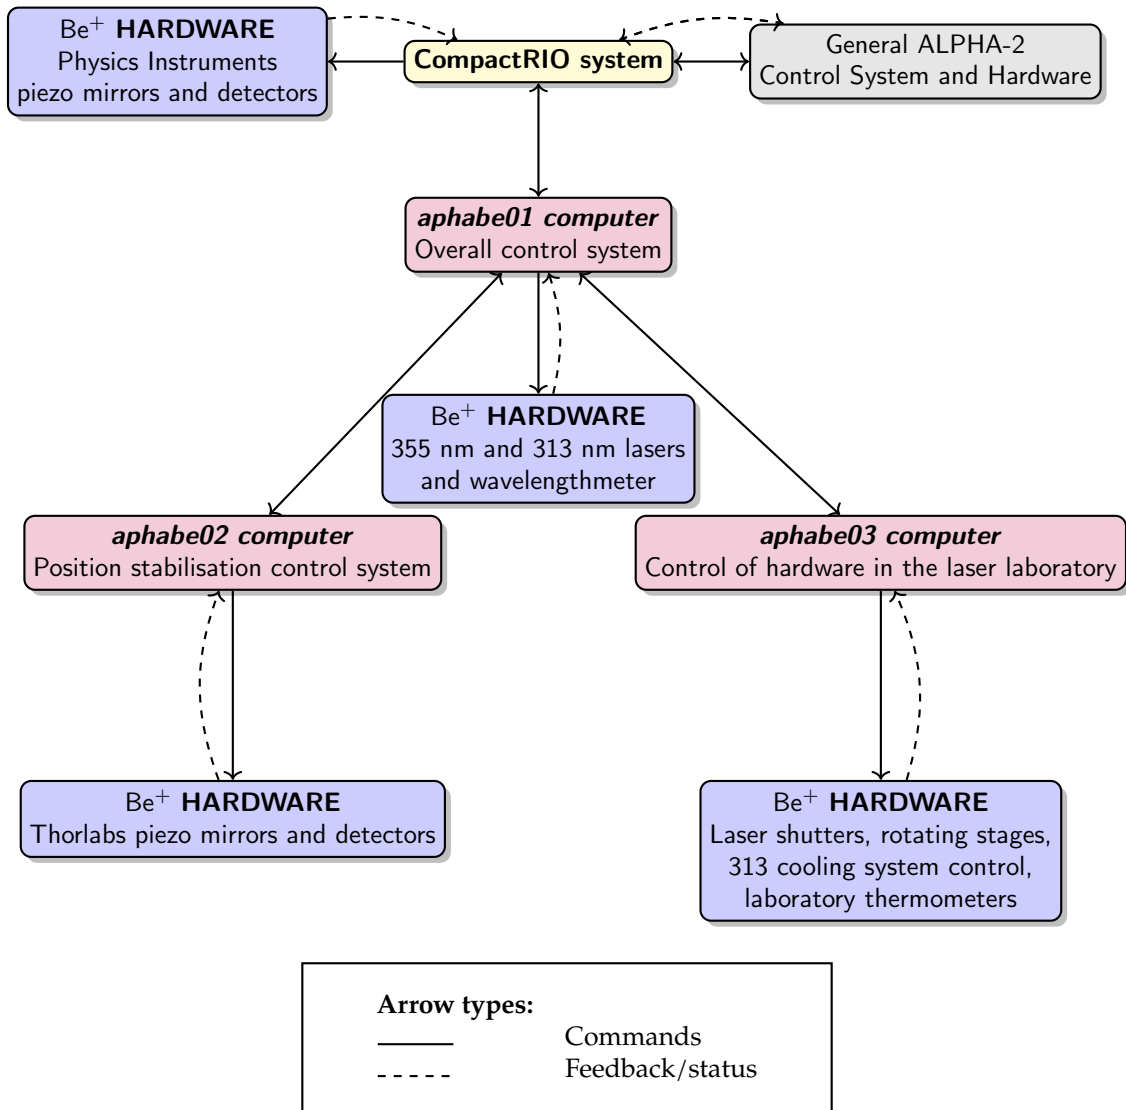 Be⁺ HARDWARE
Physics Instruments
piezo mirrors and detectors
CompactRIO system
General ALPHA-2
Control System and Hardware
aphabe01 computer
Overall control system
Be⁺ HARDWARE
355 nm and 313 nm lasers
and wavelengthmeter
aphabe02 computer
Position stabilisation control system
aphabe03 computer
Control of hardware in the laser laboratory
Be⁺ HARDWARE
Thorlabs piezo mirrors and detectors
Be⁺ HARDWARE
Laser shutters, rotating stages,
313 cooling system control,
laboratory thermometers
Arrow types:
Commands
Feedback/status